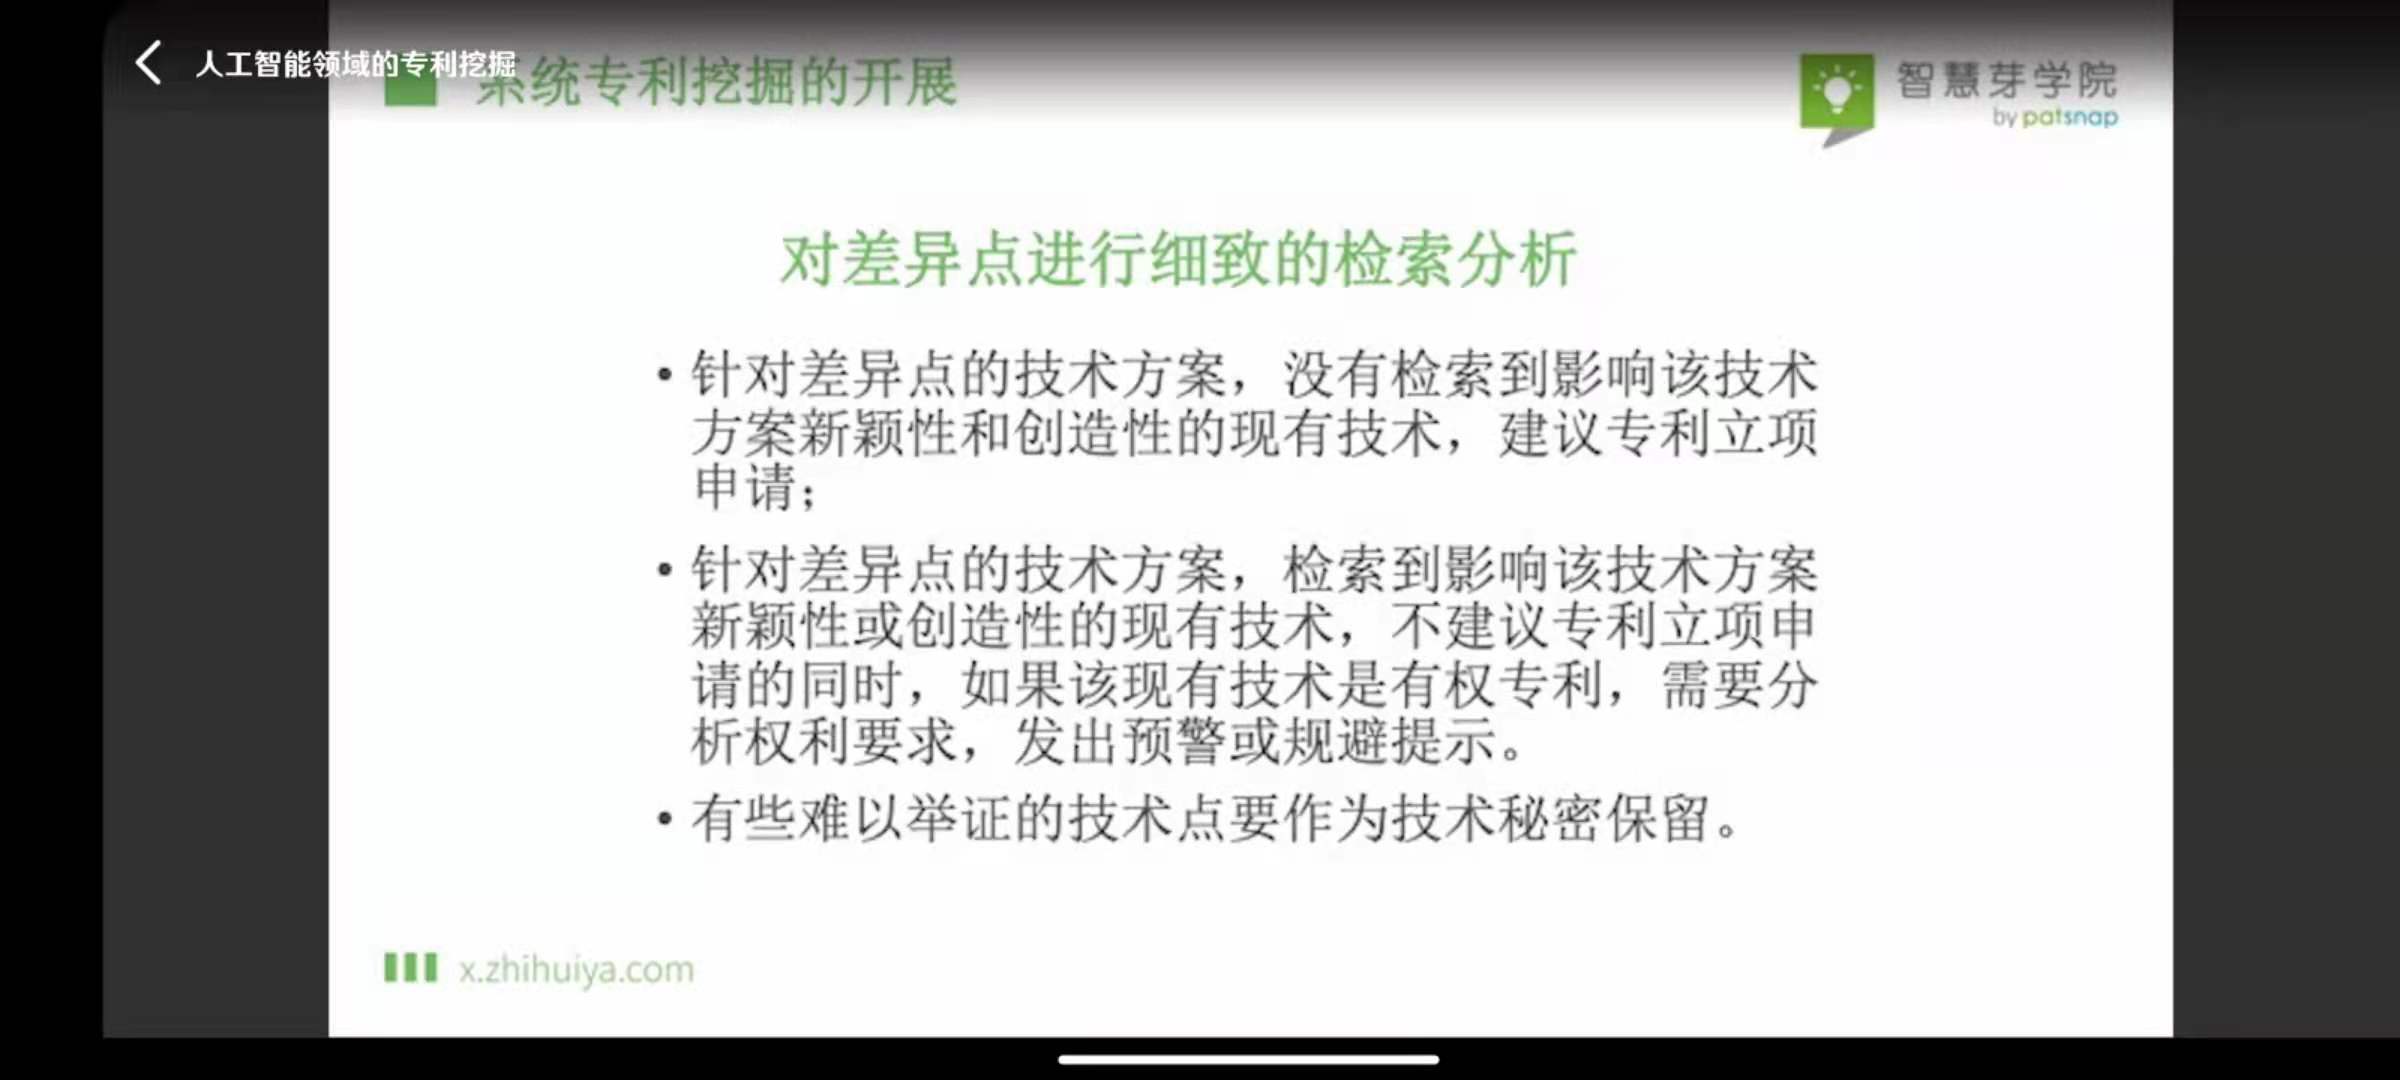 人工智能领域的专利挖掘
系统专利挖掘的开展
智慧芽学院
by patsnap
对差异点进行细致的检索分析
• 针对差异点的技术方案，没有检索到影响该技术
方案新颖性和创造性的现有技术，建议专利立项
申请；
• 针对差异点的技术方案，检索到影响该技术方案
新颖性或创造性的现有技术，不建议专利立项申
请的同时，如果该现有技术是有权专利，需要分
析权利要求，发出预警或规避提示。
• 有些难以举证的技术点要作为技术秘密保留。
x.zhihuiya.com